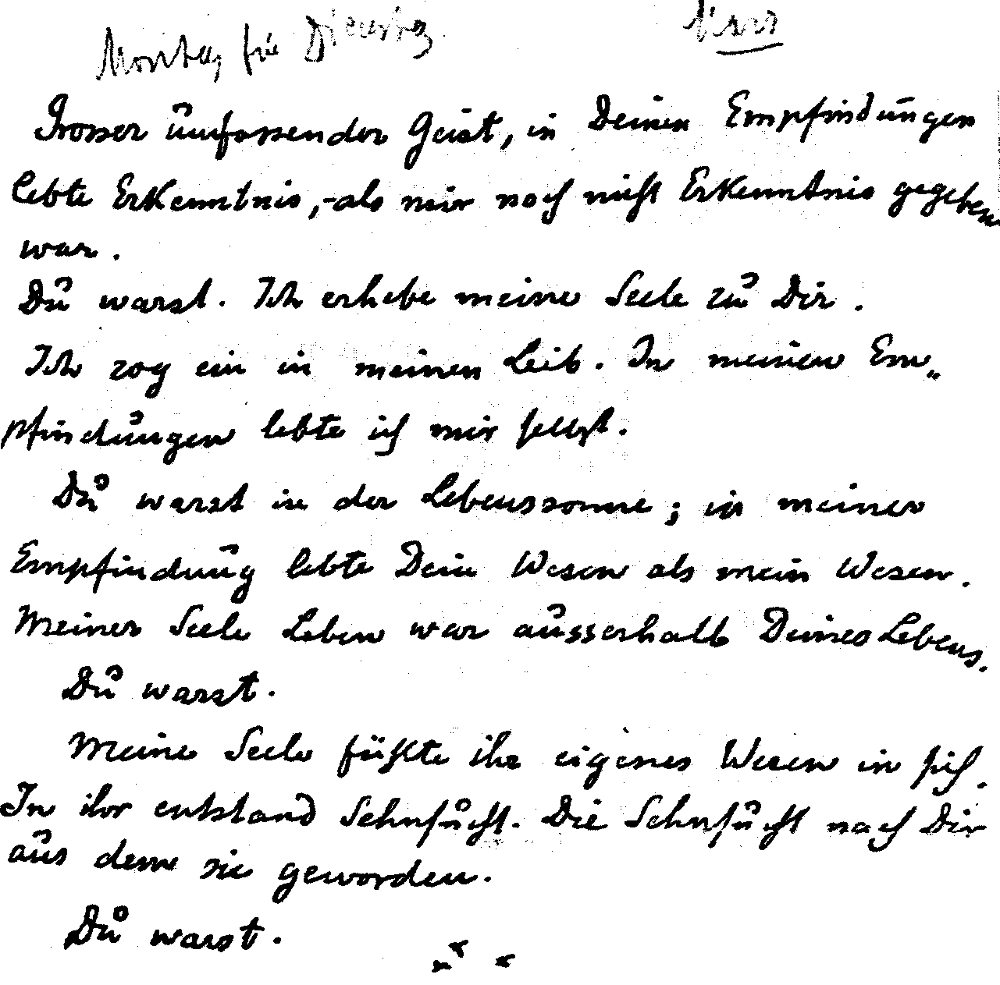 Montag für Dienstag Mars
Grosser umfassender Geist, in Deinen Empfindungen
lebte Erkenntnis, - als mir noch nicht Erkenntnis gegeben
war.
Du warst. Ich erhebe meine Seele zu Dir.
Ich zog ein in meinen Leib. In meinen Em„
pfindungen lebte ich mir selbst.
Du warst in der Lebenssonne; in meiner
Empfindung lebte Dein Wesen als mein Wesen.
Meiner Seele Leben war ausserhalb Deines Lebens.
Du warst.
Meine Seele fühlte ihr eigenes Wesen in sich.
In ihr entstand Sehnsucht. Die Sehnsucht nach Dir
aus dem sie geworden.
Du warst.